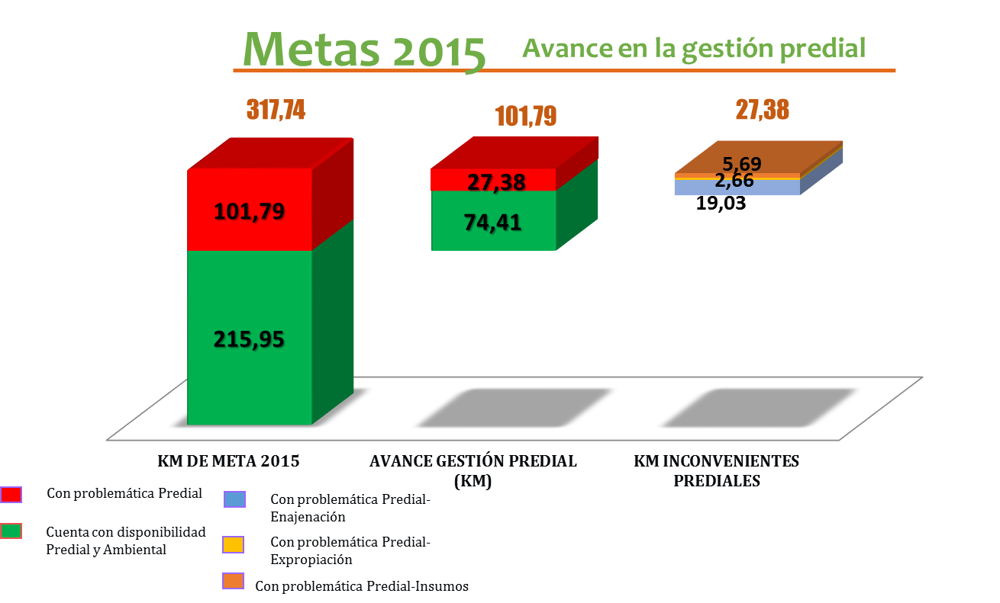 Metas 2015 Avance en la gestión predial
317,74
101,79
27,38
101,79
215,95
27,38
74,41
5,69
2,66
19,03
KM DE META 2015
AVANCE GESTIÓN PREDIAL
(KM)
KM INCONVENIENTES
PREDIALES
Con problemática Predial
Cuenta con disponibilidad
Predial y Ambiental
Con problemática Predial-
Enajenación
Con problemática Predial-
Expropiación
Con problemática Predial-Insumos